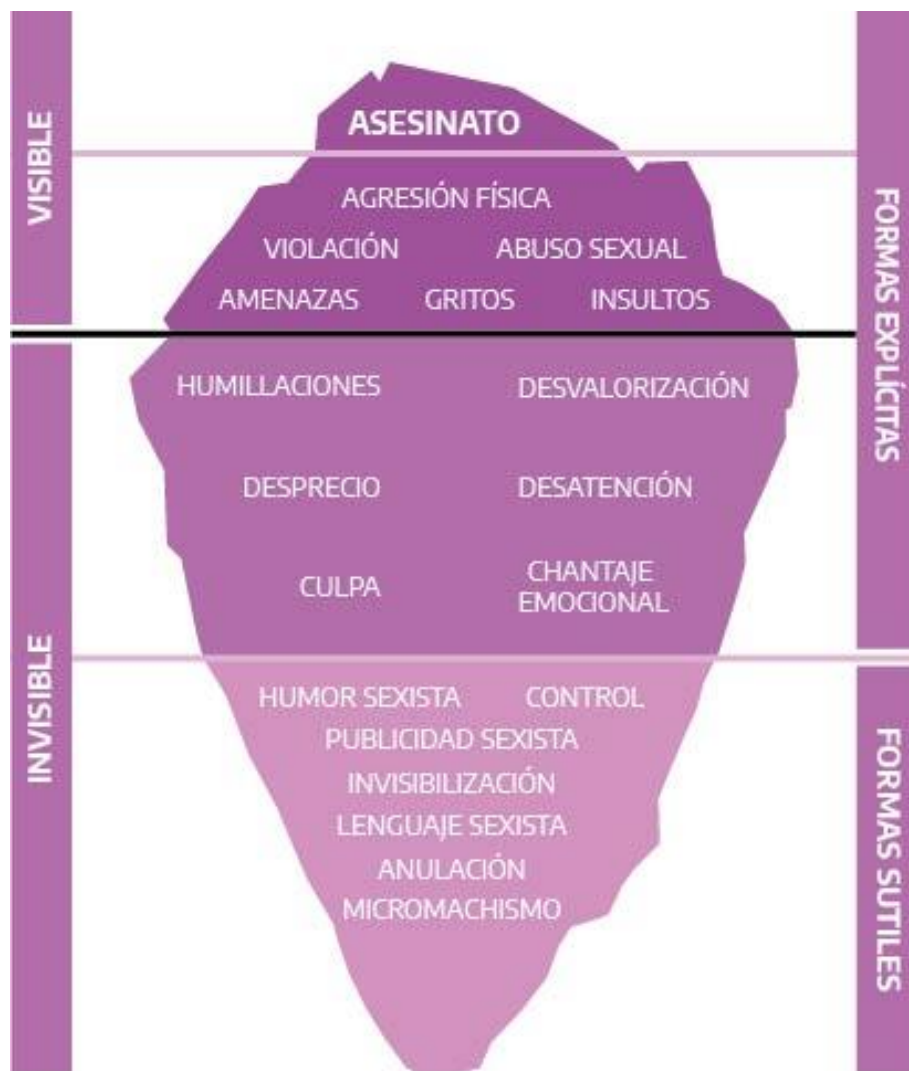 VISIBLE
INVISIBLE
ASESINATO
AGRESIÓN FÍSICA
VIOLACIÓN ABUSO SEXUAL
AMENAZAS GRITOS INSULTOS
HUMILLACIONES DESVALORIZACIÓN
DESPRECIO DESATENCIÓN
CULPA CHANTAJE
EMOCIONAL
HUMOR SEXISTA CONTROL
PUBLICIDAD SEXISTA
INVISIBILIZACIÓN
LENGUAJE SEXISTA
ANULACIÓN
MICROMACHISMO
FORMAS EXPLÍCITAS
FORMAS SUTILES